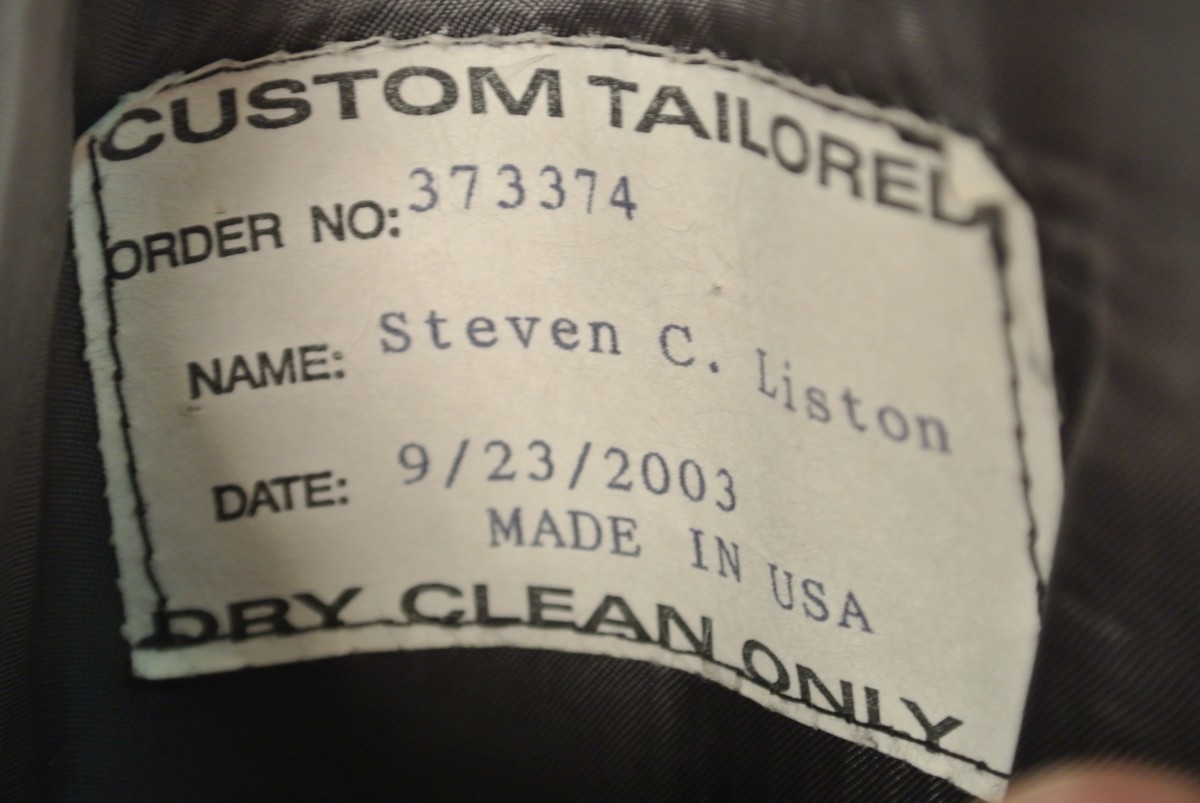 CUSTOM TAILORED
ORDER NO: 373374
NAME: Steven C. Liston
DATE: 9/23/2003
MADE IN USA
DRY CLEAN ONLY